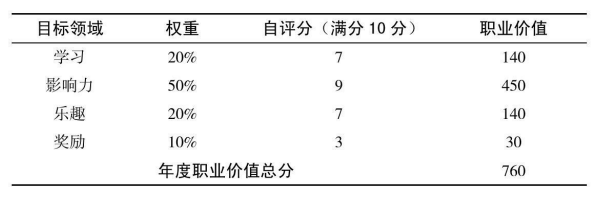 目标领域 权重 自评分（满分10分） 职业价值
学习 20% 7 140
影响力 50% 9 450
乐趣 20% 7 140
奖励 10% 3 30
年度职业价值总分 760